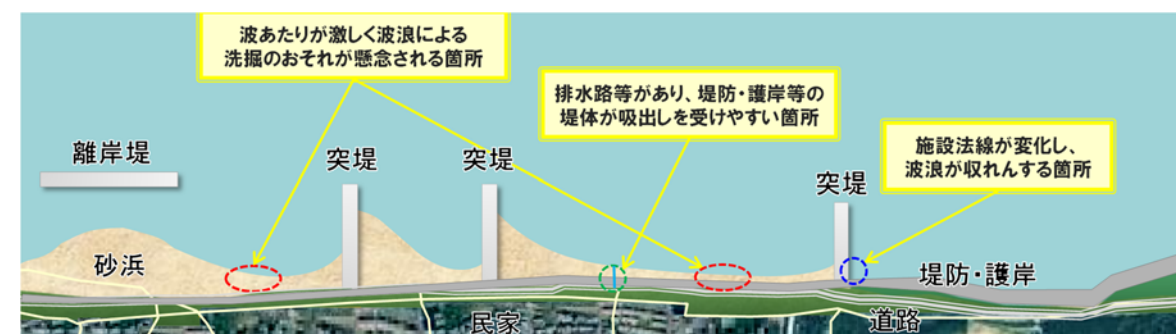 波あたりが激しく波浪による
洗掘のおそれが懸念される箇所
排水路等があり、堤防・護岸等の
堤体が吸出しを受けやすい箇所
施設法線が変化し、
波浪が収れんする箇所
離岸堤
突堤
突堤
突堤
砂浜
堤防・護岸
民家
道路